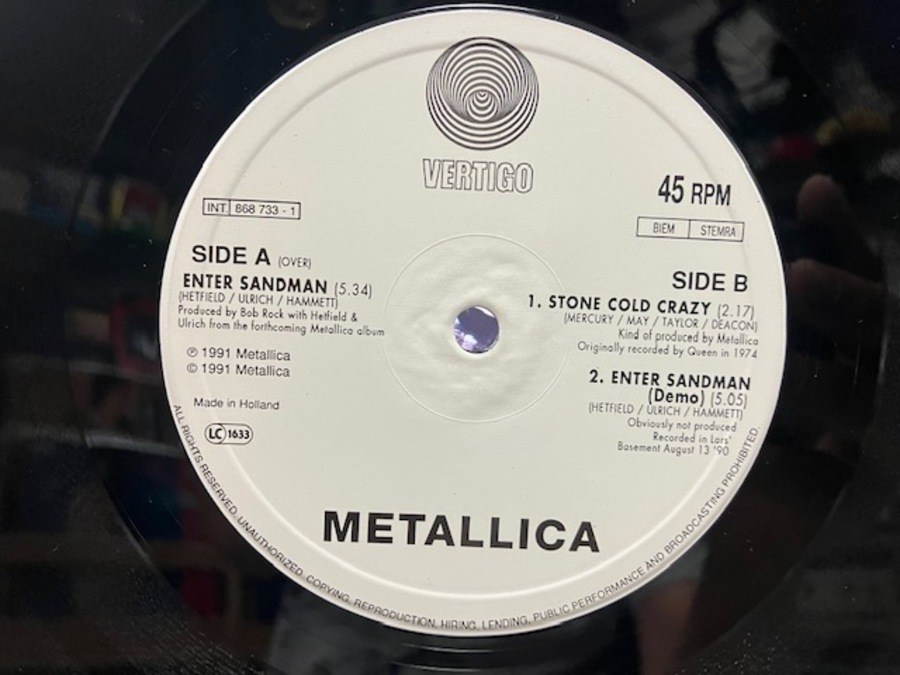 VERTIGO
45 RPM
INT. 868 733 - 1
BIEM STEMRA
SIDE A (OVER)
ENTER SANDMAN (5.34)
(HETFIELD / ULRICH / HAMMETT)
Produced by Bob Rock with Hetfield &
Ulrich from the forthcoming Metallica album
℗ 1991 Metallica
© 1991 Metallica
Made in Holland
LC 1633
SIDE B
1. STONE COLD CRAZY (2.17)
(MERCURY / MAY / TAYLOR / DEACON)
Kind of produced by Metallica
Originally recorded by Queen in 1974
2. ENTER SANDMAN
(Demo) (5.05)
(HETFIELD / ULRICH / HAMMETT)
Obviously not produced
Recorded in Lars'
Basement August 13 '90
METALLICA
ALL RIGHTS RESERVED. UNAUTHORIZED COPYING, REPRODUCTION, HIRING, LENDING, PUBLIC PERFORMANCE AND BROADCASTING PROHIBITED.